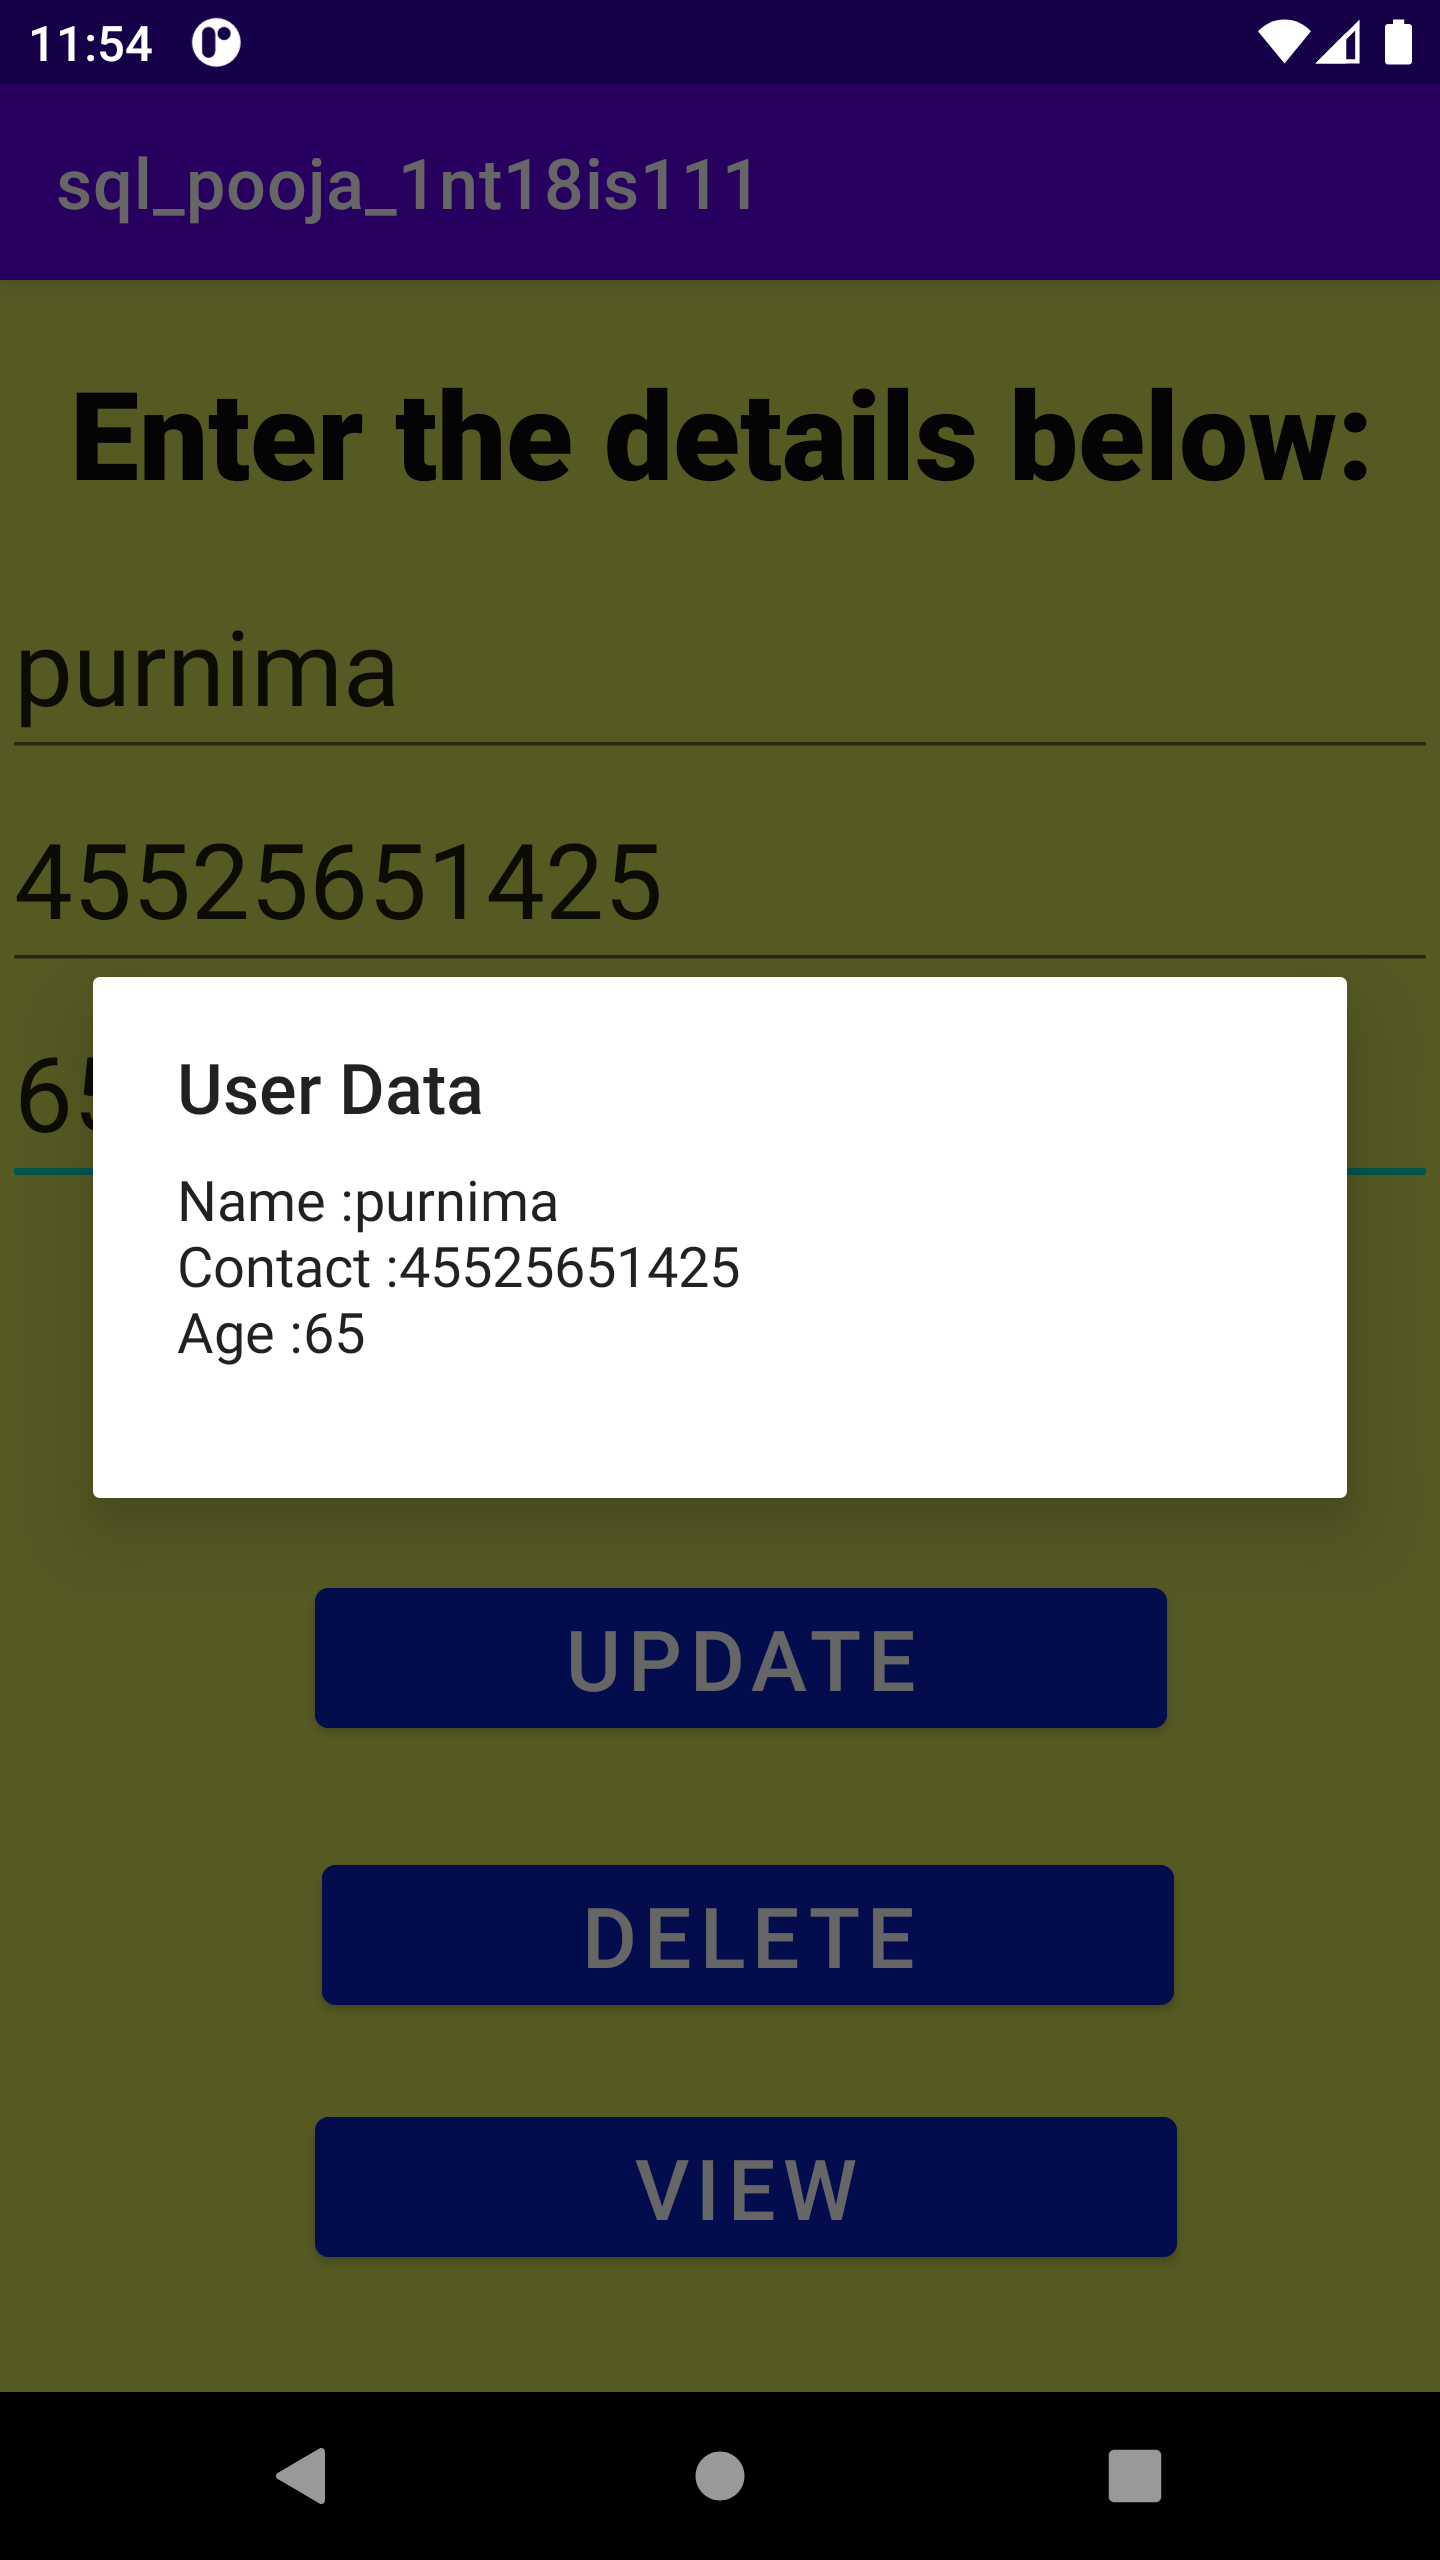 11:54
sql_pooja_1nt18is111
Enter the details below:
purnima
45525651425
65
User Data
Name :purnima
Contact :45525651425
Age :65
UPDATE
DELETE
VIEW